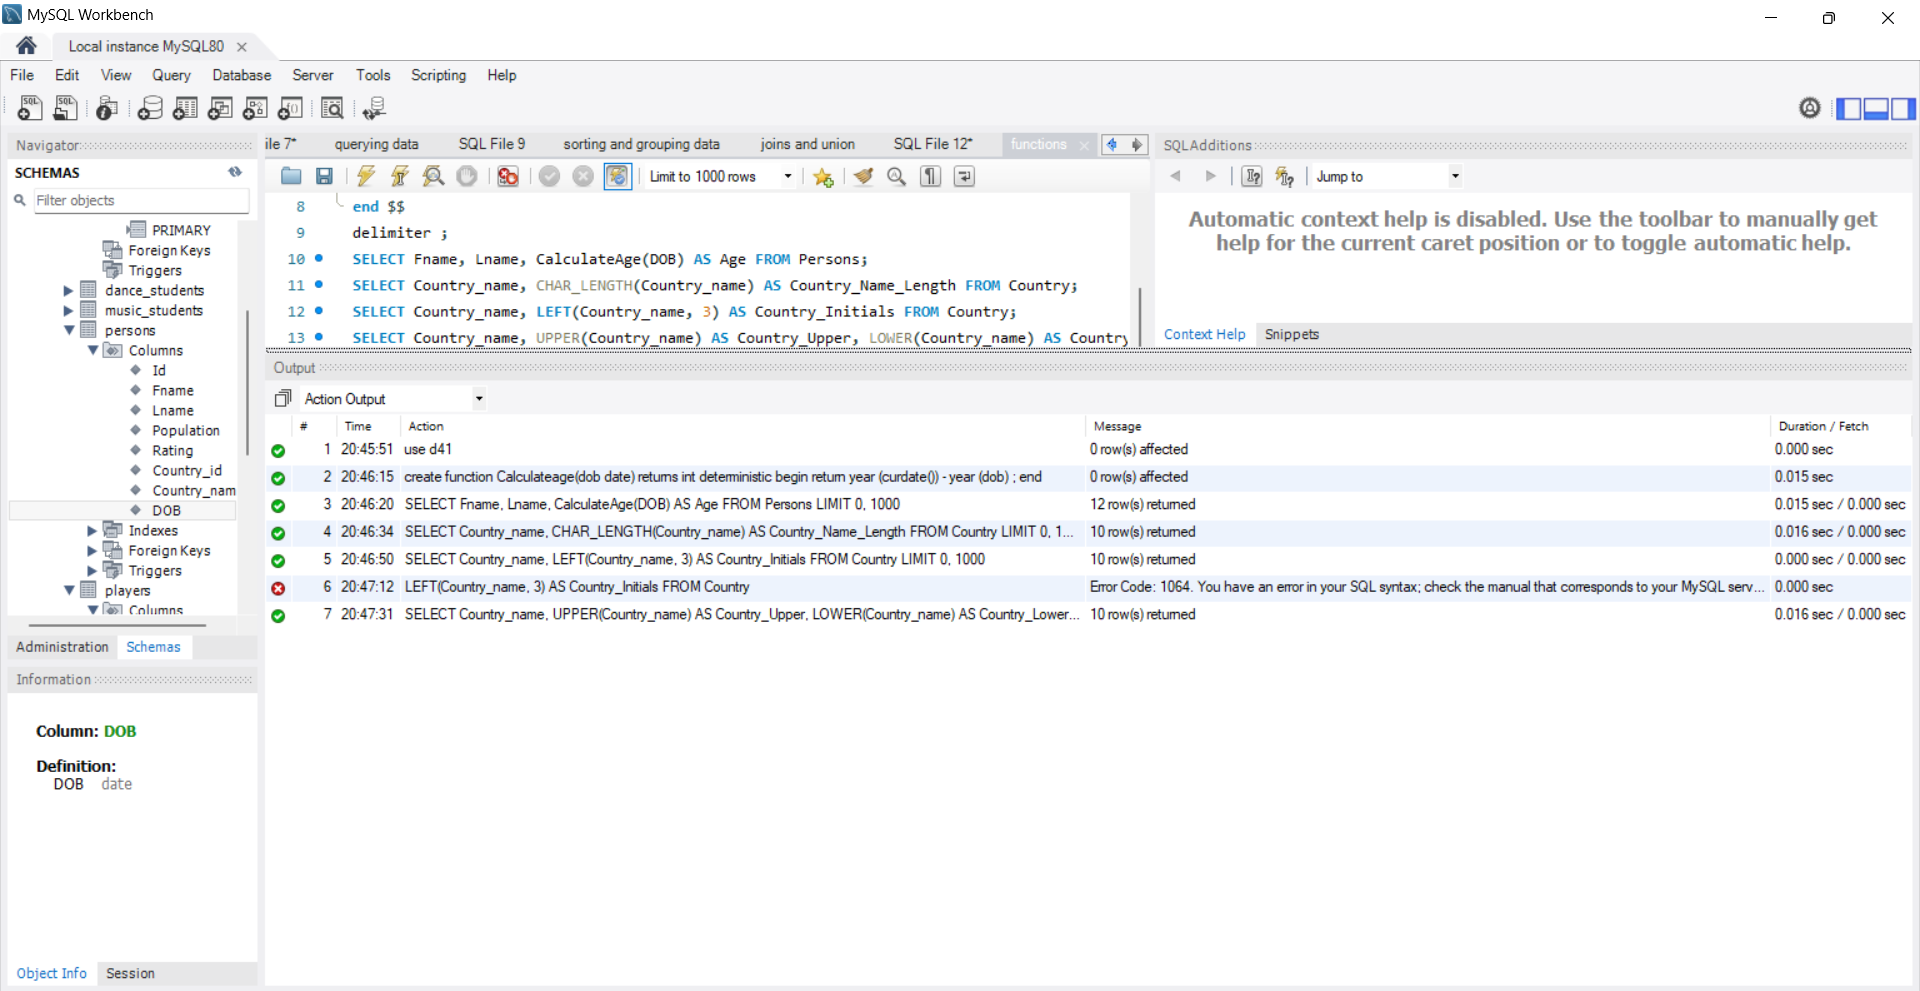 MySQL Workbench
Local instance MySQL80
File Edit View Query Database Server Tools Scripting Help
Navigator
SCHEMAS
Filter objects
PRIMARY
Foreign Keys
Triggers
dance_students
music_students
persons
Columns
Id
Fname
Lname
Population
Rating
Country_id
Country_nam
DOB
Indexes
Foreign Keys
Triggers
players
Columns
Administration Schemas
Information
Column: DOB
Definition:
DOB date
Object Info Session
ile 7* querying data SQL File 9 sorting and grouping data joins and union SQL File 12* functions
Limit to 1000 rows
8 end $$
9 delimiter ;
10 SELECT Fname, Lname, CalculateAge(DOB) AS Age FROM Persons;
11 SELECT Country_name, CHAR_LENGTH(Country_name) AS Country_Name_Length FROM Country;
12 SELECT Country_name, LEFT(Country_name, 3) AS Country_Initials FROM Country;
13 SELECT Country_name, UPPER(Country_name) AS Country_Upper, LOWER(Country_name) AS Country
SQLAdditions
Jump to
Automatic context help is disabled. Use the toolbar to manually get
help for the current caret position or to toggle automatic help.
Context Help Snippets
Output
Action Output
# Time Action Message Duration / Fetch
1 20:45:51 use d41 0 row(s) affected 0.000 sec
2 20:46:15 create function Calculateage(dob date) returns int deterministic begin return year (curdate()) - year (dob) ; end 0 row(s) affected 0.015 sec
3 20:46:20 SELECT Fname, Lname, CalculateAge(DOB) AS Age FROM Persons LIMIT 0, 1000 12 row(s) returned 0.015 sec / 0.000 sec
4 20:46:34 SELECT Country_name, CHAR_LENGTH(Country_name) AS Country_Name_Length FROM Country LIMIT 0, 1... 10 row(s) returned 0.016 sec / 0.000 sec
5 20:46:50 SELECT Country_name, LEFT(Country_name, 3) AS Country_Initials FROM Country LIMIT 0, 1000 10 row(s) returned 0.000 sec / 0.000 sec
6 20:47:12 LEFT(Country_name, 3) AS Country_Initials FROM Country Error Code: 1064. You have an error in your SQL syntax; check the manual that corresponds to your MySQL serv... 0.000 sec
7 20:47:31 SELECT Country_name, UPPER(Country_name) AS Country_Upper, LOWER(Country_name) AS Country_Lower... 10 row(s) returned 0.016 sec / 0.000 sec